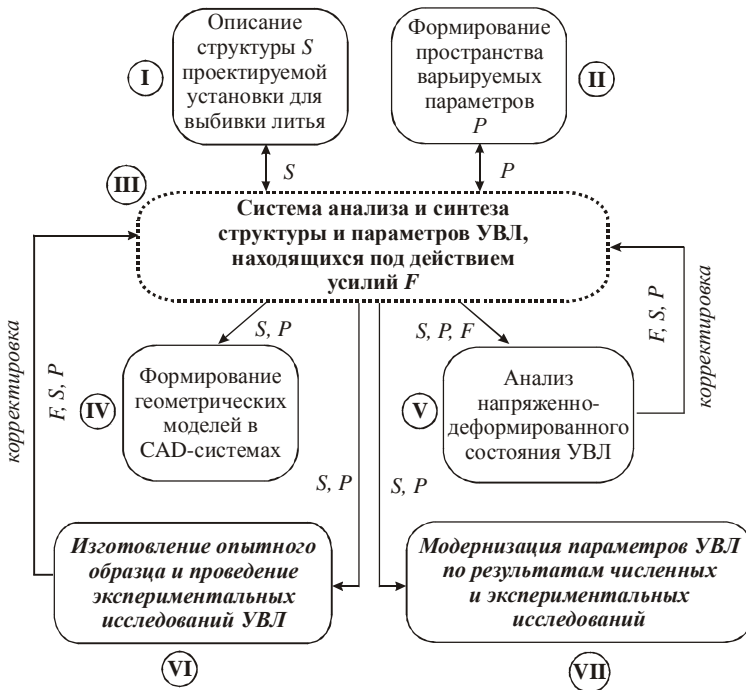 Описание
структуры S
проектируемой
установки для
выбивки литья
I
Формирование
пространства
варьируемых
параметров
P
II
S
P
III
Система анализа и синтеза
структуры и параметров УВЛ,
находящихся под действием
усилий F
S, P
S, P, F
корректировка
F, S, P
F, S, P
корректировка
IV
Формирование
геометрических
моделей в
CAD-системах
V
Анализ
напряженно-
деформированного
состояния УВЛ
S, P
S, P
Изготовление опытного
образца и проведение
экспериментальных
исследований УВЛ
VI
Модернизация параметров УВЛ
по результатам численных
и экспериментальных
исследований
VII